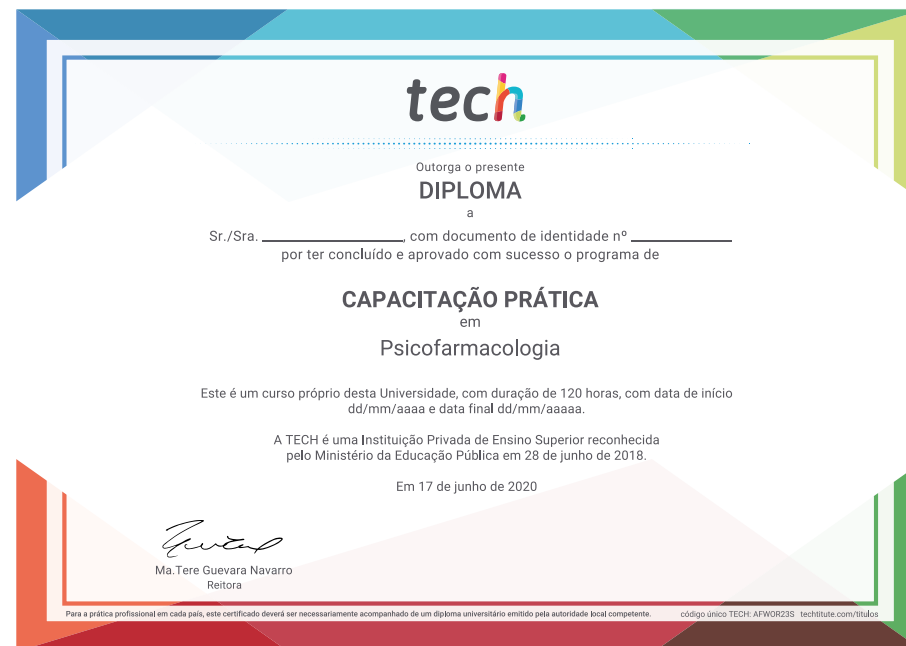 tech
Outorga o presente
DIPLOMA
a
Sr./Sra. ____________, com documento de identidade nº ____________
por ter concluído e aprovado com sucesso o programa de
CAPACITAÇÃO PRÁTICA
em
Psicofarmacologia
Este é um curso próprio desta Universidade, com duração de 120 horas, com data de início
dd/mm/aaaa e data final dd/mm/aaaaa.
A TECH é uma Instituição Privada de Ensino Superior reconhecida
pelo Ministério da Educação Pública em 28 de junho de 2018.
Em 17 de junho de 2020
Ma.Tere Guevara Navarro
Reitora
Para a prática profissional em cada país, este certificado deverá ser necessariamente acompanhado de um diploma universitário emitido pela autoridade local competente. código único TECH: AFWOR23S techtitute.com/titulos